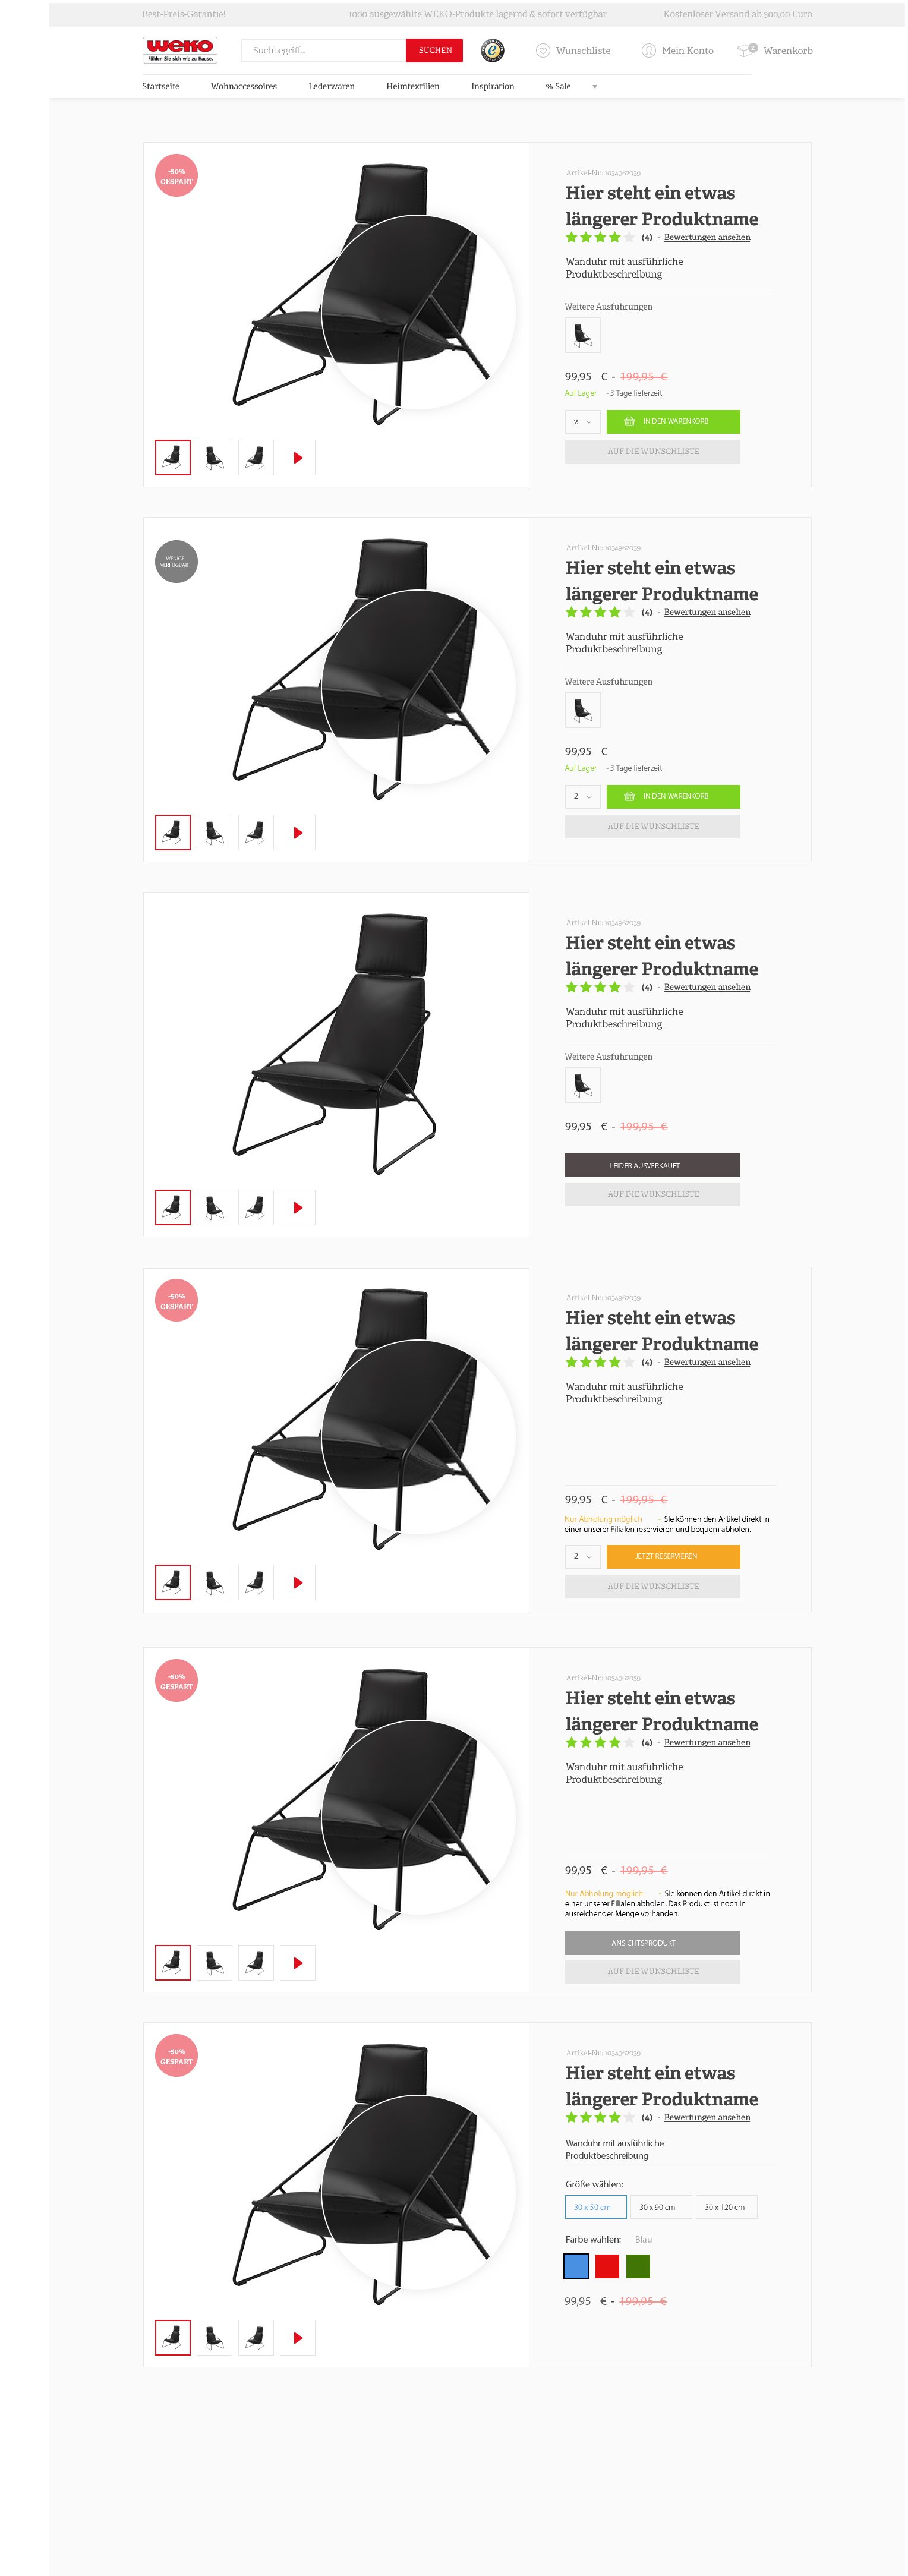 Best-Preis-Garantie!
1000 ausgewählte WEKO-Produkte lagernd & sofort verfügbar
Kostenloser Versand ab 300,00 Euro
weko
Fühlen Sie sich wie zu Hause.
Suchbegriff...
SUCHEN
Wunschliste
Mein Konto
2
Warenkorb
Startseite
Wohnaccessoires
Lederwaren
Heimtextilien
Inspiration
% Sale
-50%
GESPART
Artikel-Nr.: 1034962039
Hier steht ein etwas
längerer Produktname
(4) - Bewertungen ansehen
Wanduhr mit ausführliche
Produktbeschreibung
Weitere Ausführungen
99,95 € - 199,95 €
Auf Lager - 3 Tage lieferzeit
2
IN DEN WARENKORB
AUF DIE WUNSCHLISTE
WENIGE
VERFÜGBAR
Artikel-Nr.: 1034962039
Hier steht ein etwas
längerer Produktname
(4) - Bewertungen ansehen
Wanduhr mit ausführliche
Produktbeschreibung
Weitere Ausführungen
99,95 €
Auf Lager - 3 Tage lieferzeit
2
IN DEN WARENKORB
AUF DIE WUNSCHLISTE
Artikel-Nr.: 1034962039
Hier steht ein etwas
längerer Produktname
(4) - Bewertungen ansehen
Wanduhr mit ausführliche
Produktbeschreibung
Weitere Ausführungen
99,95 € - 199,95 €
LEIDER AUSVERKAUFT
AUF DIE WUNSCHLISTE
-50%
GESPART
Artikel-Nr.: 1034962039
Hier steht ein etwas
längerer Produktname
(4) - Bewertungen ansehen
Wanduhr mit ausführliche
Produktbeschreibung
99,95 € - 199,95 €
Nur Abholung möglich - Sie können den Artikel direkt in
einer unserer Filialen reservieren und bequem abholen.
2
JETZT RESERVIEREN
AUF DIE WUNSCHLISTE
-50%
GESPART
Artikel-Nr.: 1034962039
Hier steht ein etwas
längerer Produktname
(4) - Bewertungen ansehen
Wanduhr mit ausführliche
Produktbeschreibung
99,95 € - 199,95 €
Nur Abholung möglich - Sie können den Artikel direkt in
einer unserer Filialen abholen. Das Produkt ist noch in
ausreichender Menge vorhanden.
ANSICHTSPRODUKT
AUF DIE WUNSCHLISTE
-50%
GESPART
Artikel-Nr.: 1034962039
Hier steht ein etwas
längerer Produktname
(4) - Bewertungen ansehen
Wanduhr mit ausführliche
Produktbeschreibung
Größe wählen:
30 x 50 cm
30 x 90 cm
30 x 120 cm
Farbe wählen: Blau
99,95 € - 199,95 €